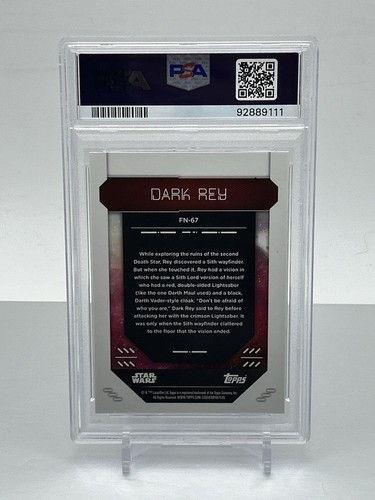 PSA
92889111
DARK REY
FN-67
While exploring the ruins of the second
Death Star, Rey discovered a Sith wayfinder.
But when she touched it, Rey had a vision in
which she saw a Sith Lord version of herself
who had a red, double-sided Lightsaber
(like the one Darth Maul used) and a black,
Darth Vader-style cloak. "Don't be afraid of
who you are," Dark Rey said to Rey before
attacking her with the crimson Lightsaber. It
was only when the Sith wayfinder clattered
to the floor that the vision ended.
STAR
WARS
TOPPS